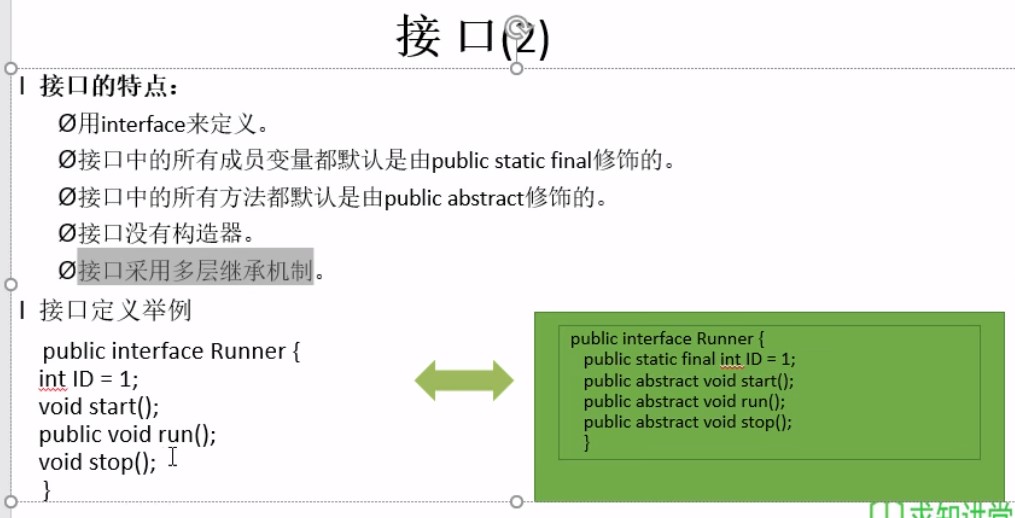 接 口(2)
l 接口的特点：
Ø用interface来定义。
Ø接口中的所有成员变量都默认是由public static final修饰的。
Ø接口中的所有方法都默认是由public abstract修饰的。
Ø接口没有构造器。
Ø接口采用多层继承机制。
l 接口定义举例
public interface Runner {
int ID = 1;
void start();
public void run();
void stop();
}
public interface Runner {
public static final int ID = 1;
public abstract void start();
public abstract void run();
public abstract void stop();
}
求知讲堂